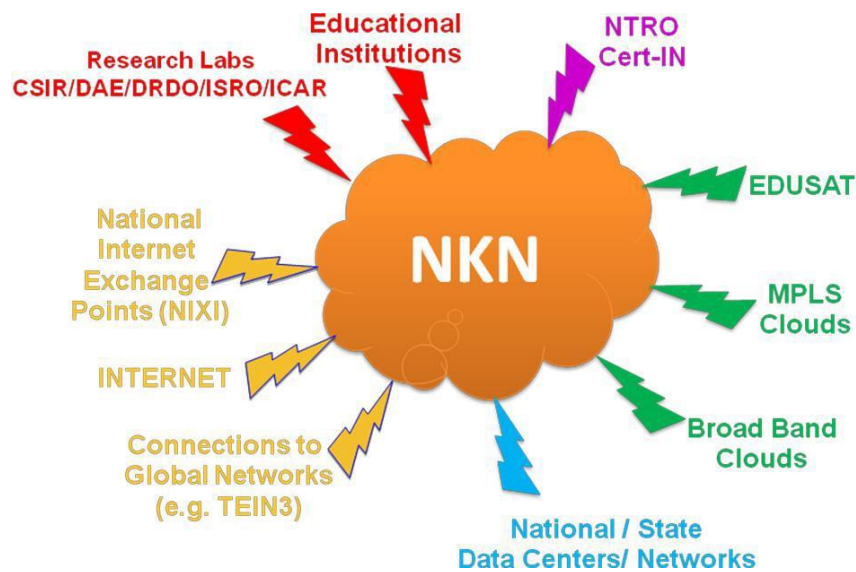 Educational
Institutions
NTRO
Cert-IN
Research Labs
CSIR/DAE/DRDO/ISRO/ICAR
EDUSAT
National
Internet
Exchange
Points (NIXI)
NKN
MPLS
Clouds
INTERNET
Broad Band
Clouds
Connections to
Global Networks
(e.g. TEIN3)
National / State
Data Centers/ Networks